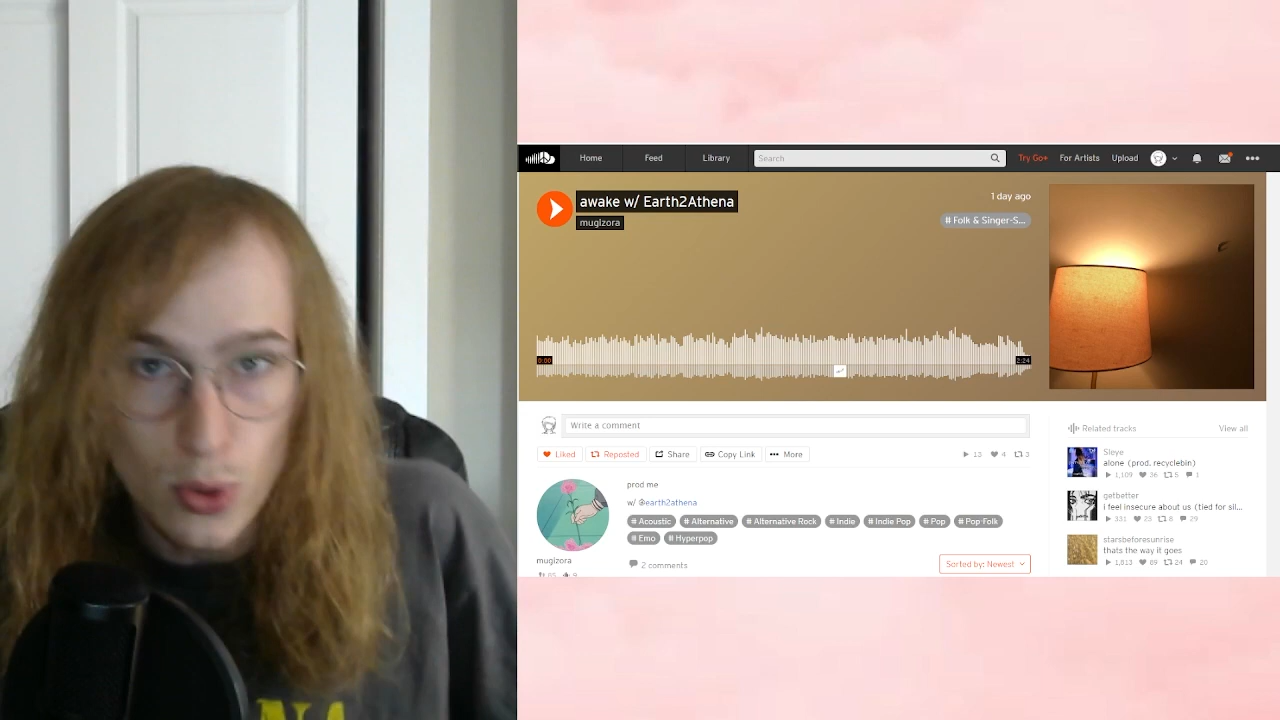 Home Feed Library Search Try Go+ For Artists Upload
awake w/ Earth2Athena
mugizora
1 day ago
# Folk & Singer-S...
0:00
2:24
Write a comment
Liked Reposted Share Copy Link More
13 4 3
prod me
w/ @earth2athena
# Acoustic # Alternative # Alternative Rock # Indie # Indie Pop # Pop # Pop Folk
# Emo # Hyperpop
mugizora
2 comments
Sorted by: Newest
Related tracks View all
Sleye
alone (prod. recyclebin)
1,109 36 5 1
getbetter
i feel insecure about us (tied for sil...
331 23 8 29
starsbeforesunrise
thats the way it goes
1,813 89 24 20